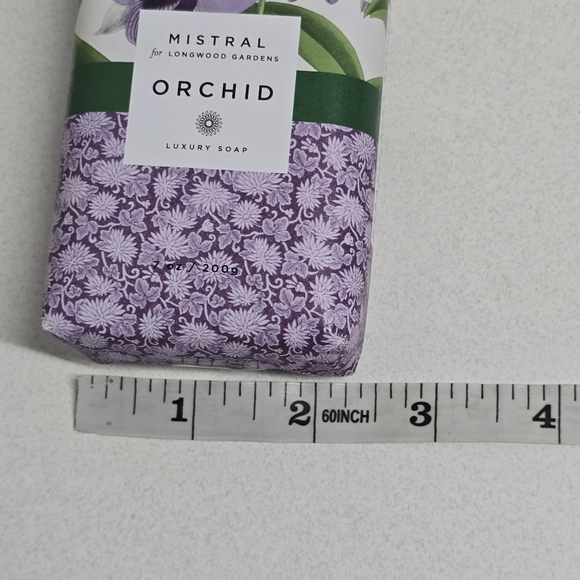 MISTRAL
for LONGWOOD GARDENS
ORCHID
LUXURY SOAP
7 oz / 200g
1 2 60INCH 3 4